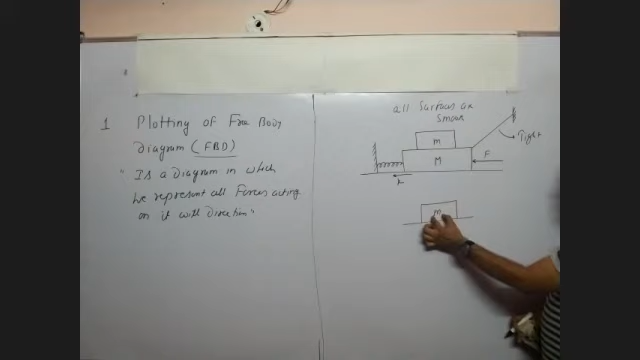 1 Plotting of Free Body
Diagram (FBD)
"Is a Diagram in which
we represent all Forces acting
on it with Direction"
all Surfaces are
smooth
Tight
m
M
F
x
m